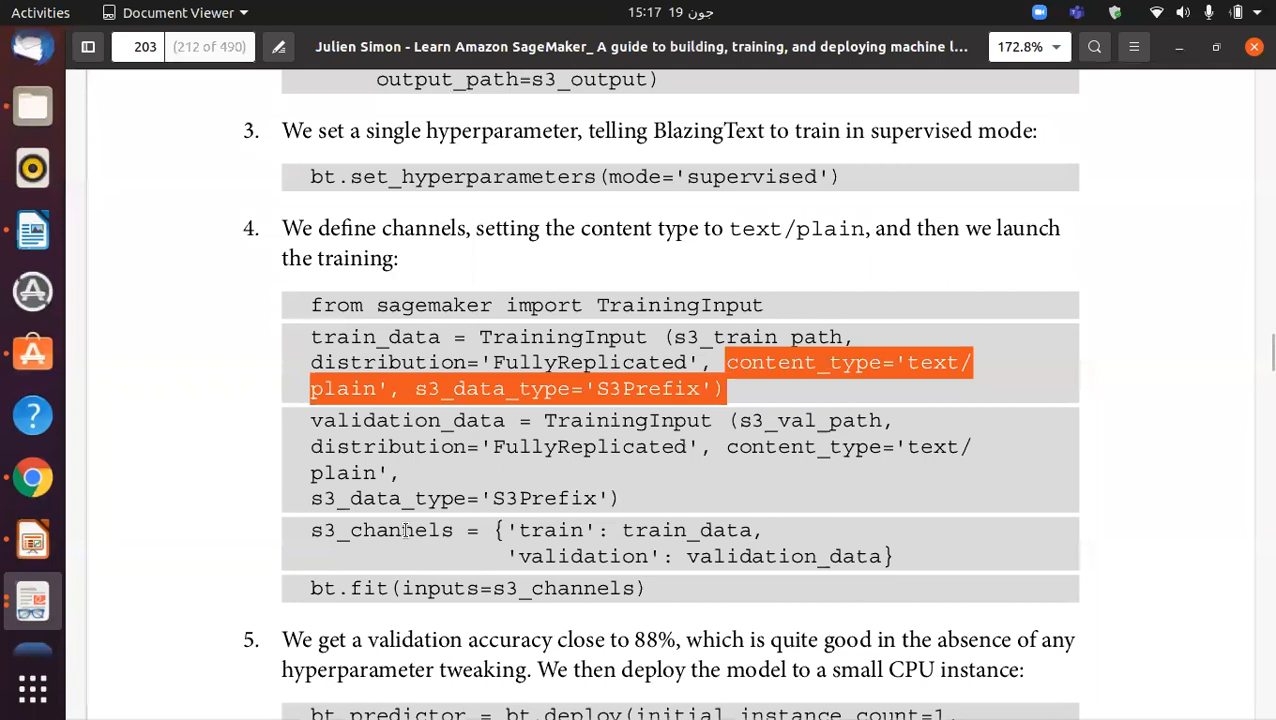 Activities
Document Viewer
15:17 19 جون
203
(212 of 490)
Julien Simon - Learn Amazon SageMaker_ A guide to building, training, and deploying machine l...
172.8%
output_path=s3_output)
3. We set a single hyperparameter, telling BlazingText to train in supervised mode:
bt.set_hyperparameters(mode='supervised')
4. We define channels, setting the content type to text/plain, and then we launch
the training:
from sagemaker import TrainingInput
train_data = TrainingInput (s3_train_path,
distribution='FullyReplicated', content_type='text/
plain', s3_data_type='S3Prefix')
validation_data = TrainingInput (s3_val_path,
distribution='FullyReplicated', content_type='text/
plain',
s3_data_type='S3Prefix')
s3_channels = {'train': train_data,
'validation': validation_data}
bt.fit(inputs=s3_channels)
5. We get a validation accuracy close to 88%, which is quite good in the absence of any
hyperparameter tweaking. We then deploy the model to a small CPU instance:
bt_predictor = bt.deploy(initial_instance_count=1,